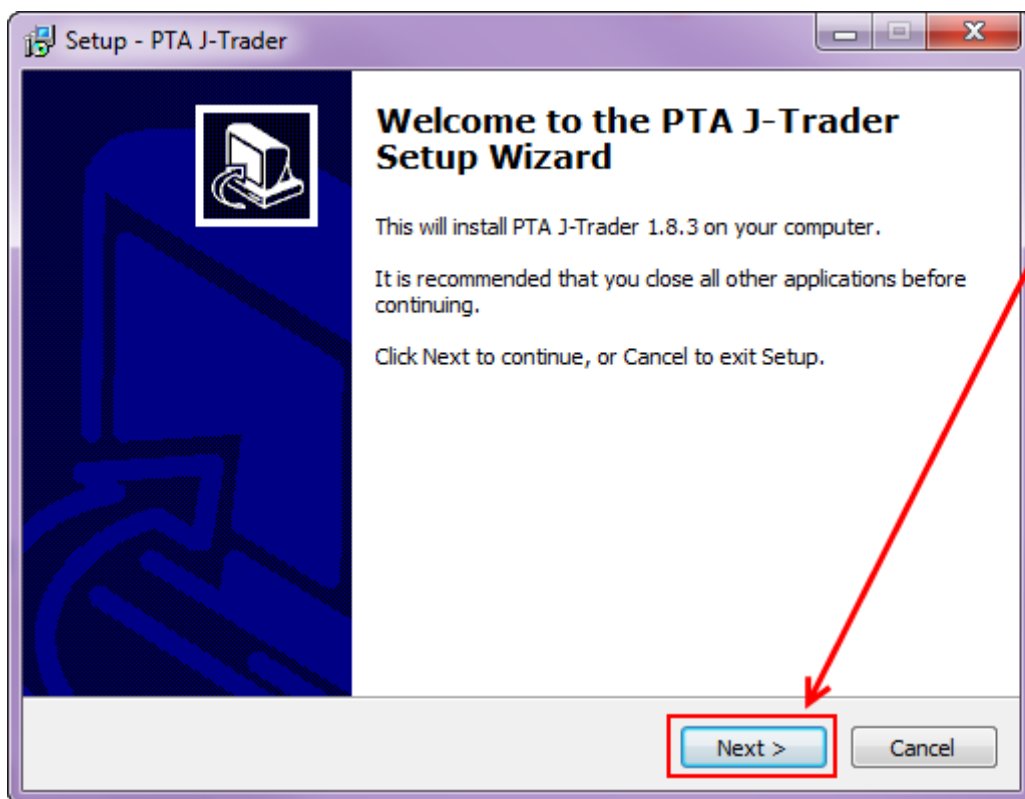 Setup - PTA J-Trader
Welcome to the PTA J-Trader
Setup Wizard
This will install PTA J-Trader 1.8.3 on your computer.
It is recommended that you close all other applications before
continuing.
Click Next to continue, or Cancel to exit Setup.
Next >
Cancel